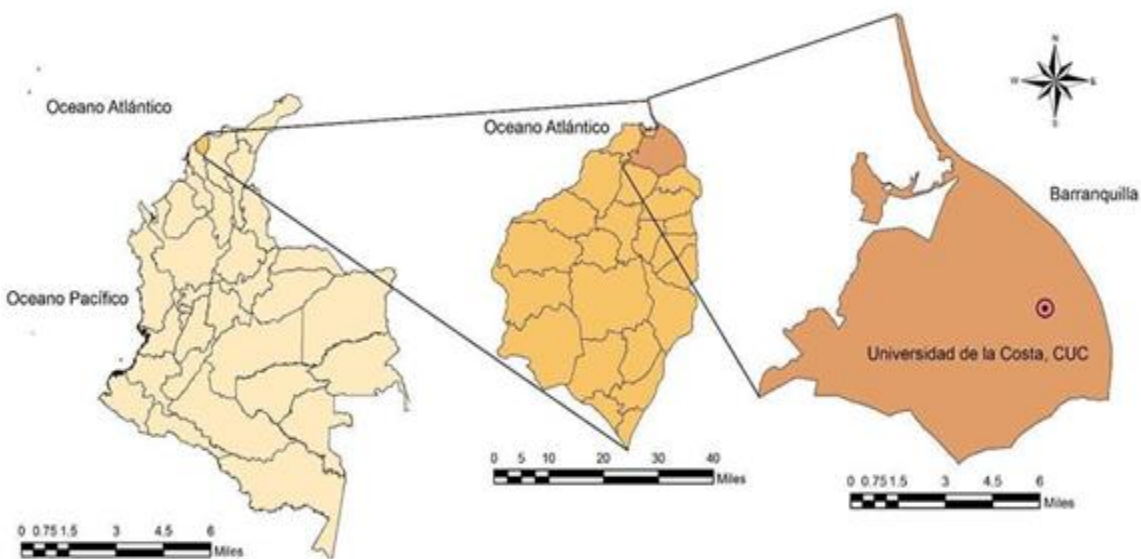 Oceano Atlántico
Oceano Pacífico
0 0.75 1.5 3 4.5 6
Miles
Oceano Atlántico
0 5 10 20 30 40
Miles
N
W E
S
Barranquilla
Universidad de la Costa, CUC
0 0.75 1.5 3 4.5 6
Miles